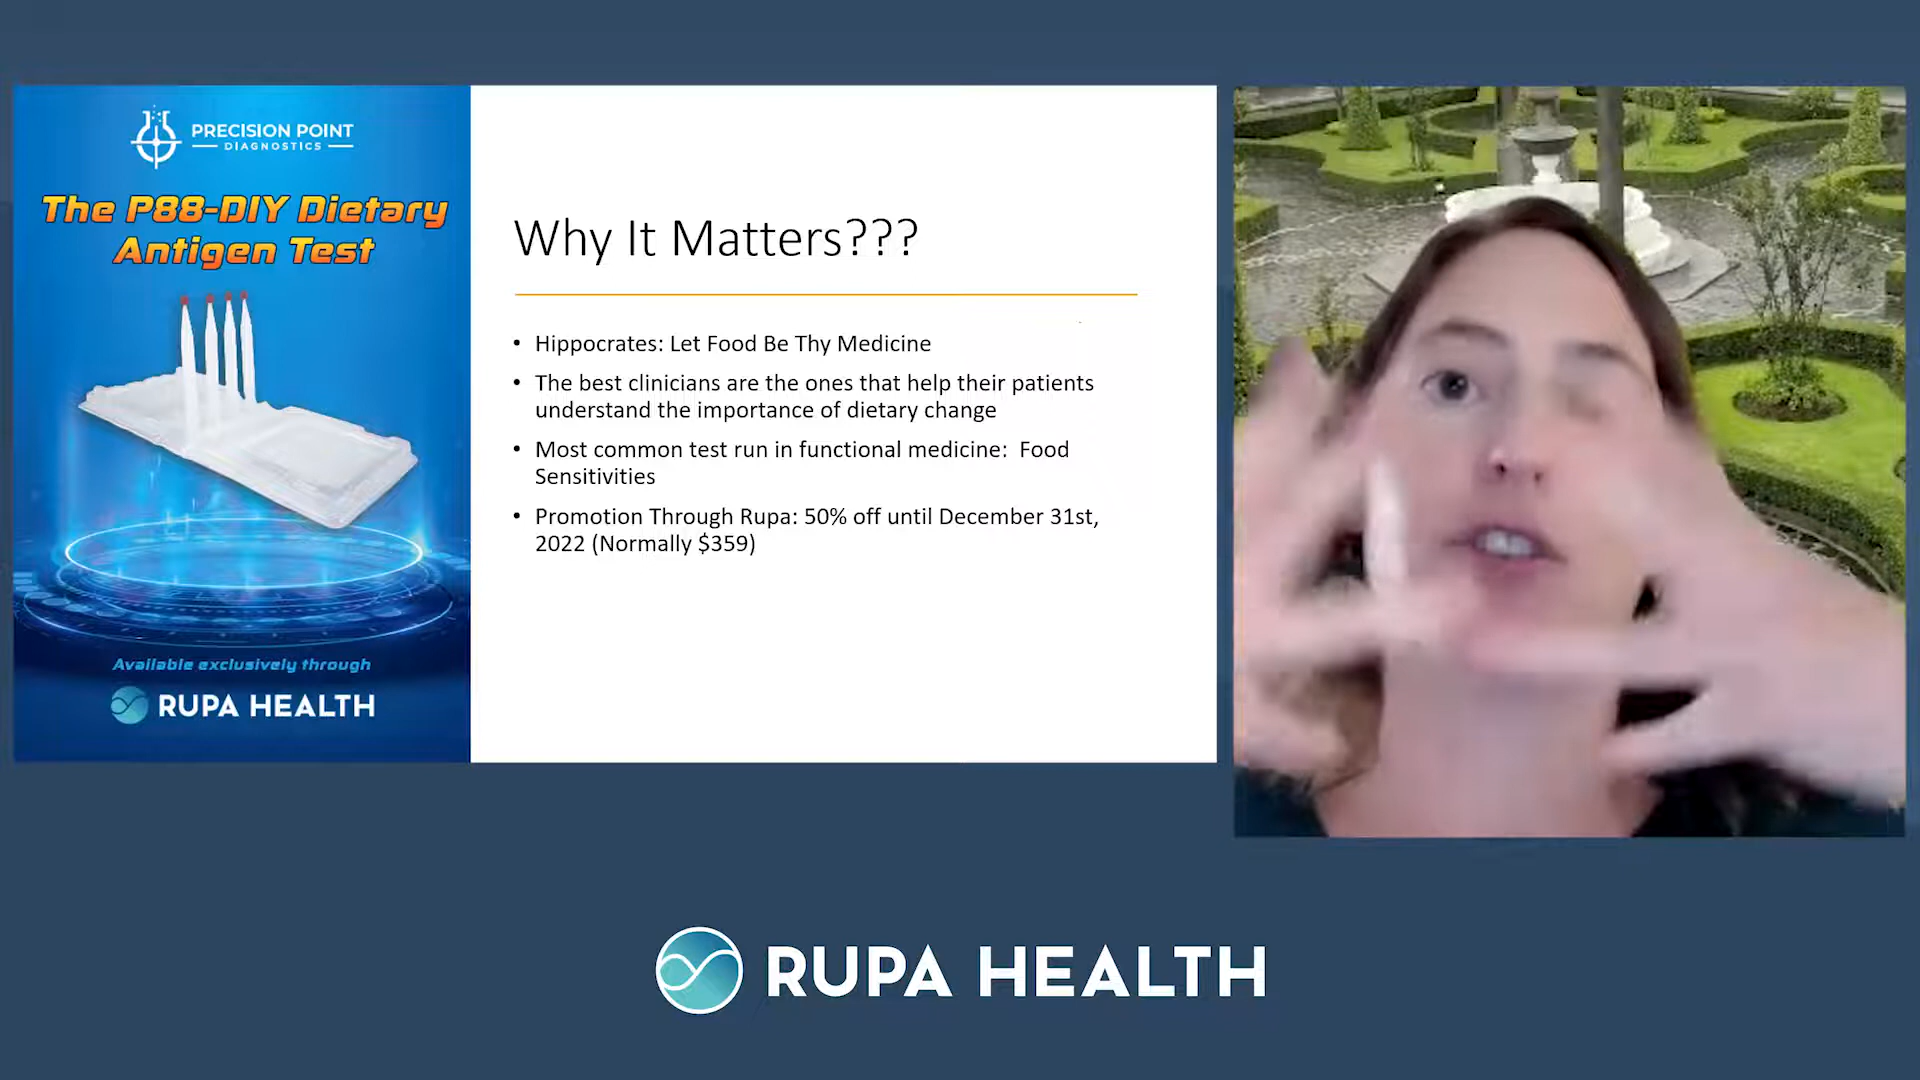 PRECISION POINT
DIAGNOSTICS
The P88-DIY Dietary
Antigen Test
Available exclusively through
RUPA HEALTH
Why It Matters???
• Hippocrates: Let Food Be Thy Medicine
• The best clinicians are the ones that help their patients
understand the importance of dietary change
• Most common test run in functional medicine:  Food
Sensitivities
• Promotion Through Rupa: 50% off until December 31st,
2022 (Normally $359)
RUPA HEALTH